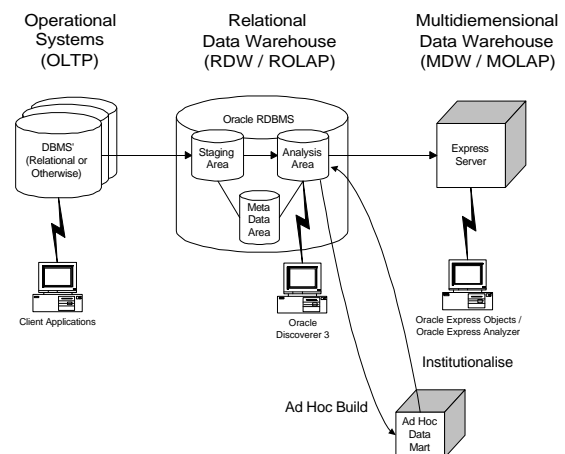 Operational
Systems
(OLTP)
Relational
Data Warehouse
(RDW / ROLAP)
Multidiemensional
Data Warehouse
(MDW / MOLAP)
DBMS'
(Relational or
Otherwise)
Oracle RDBMS
Staging
Area
Analysis
Area
Meta
Data
Area
Express
Server
Client Applications
Oracle
Discoverer 3
Oracle Express Objects /
Oracle Express Analyzer
Institutionalise
Ad Hoc Build
Ad Hoc
Data
Mart